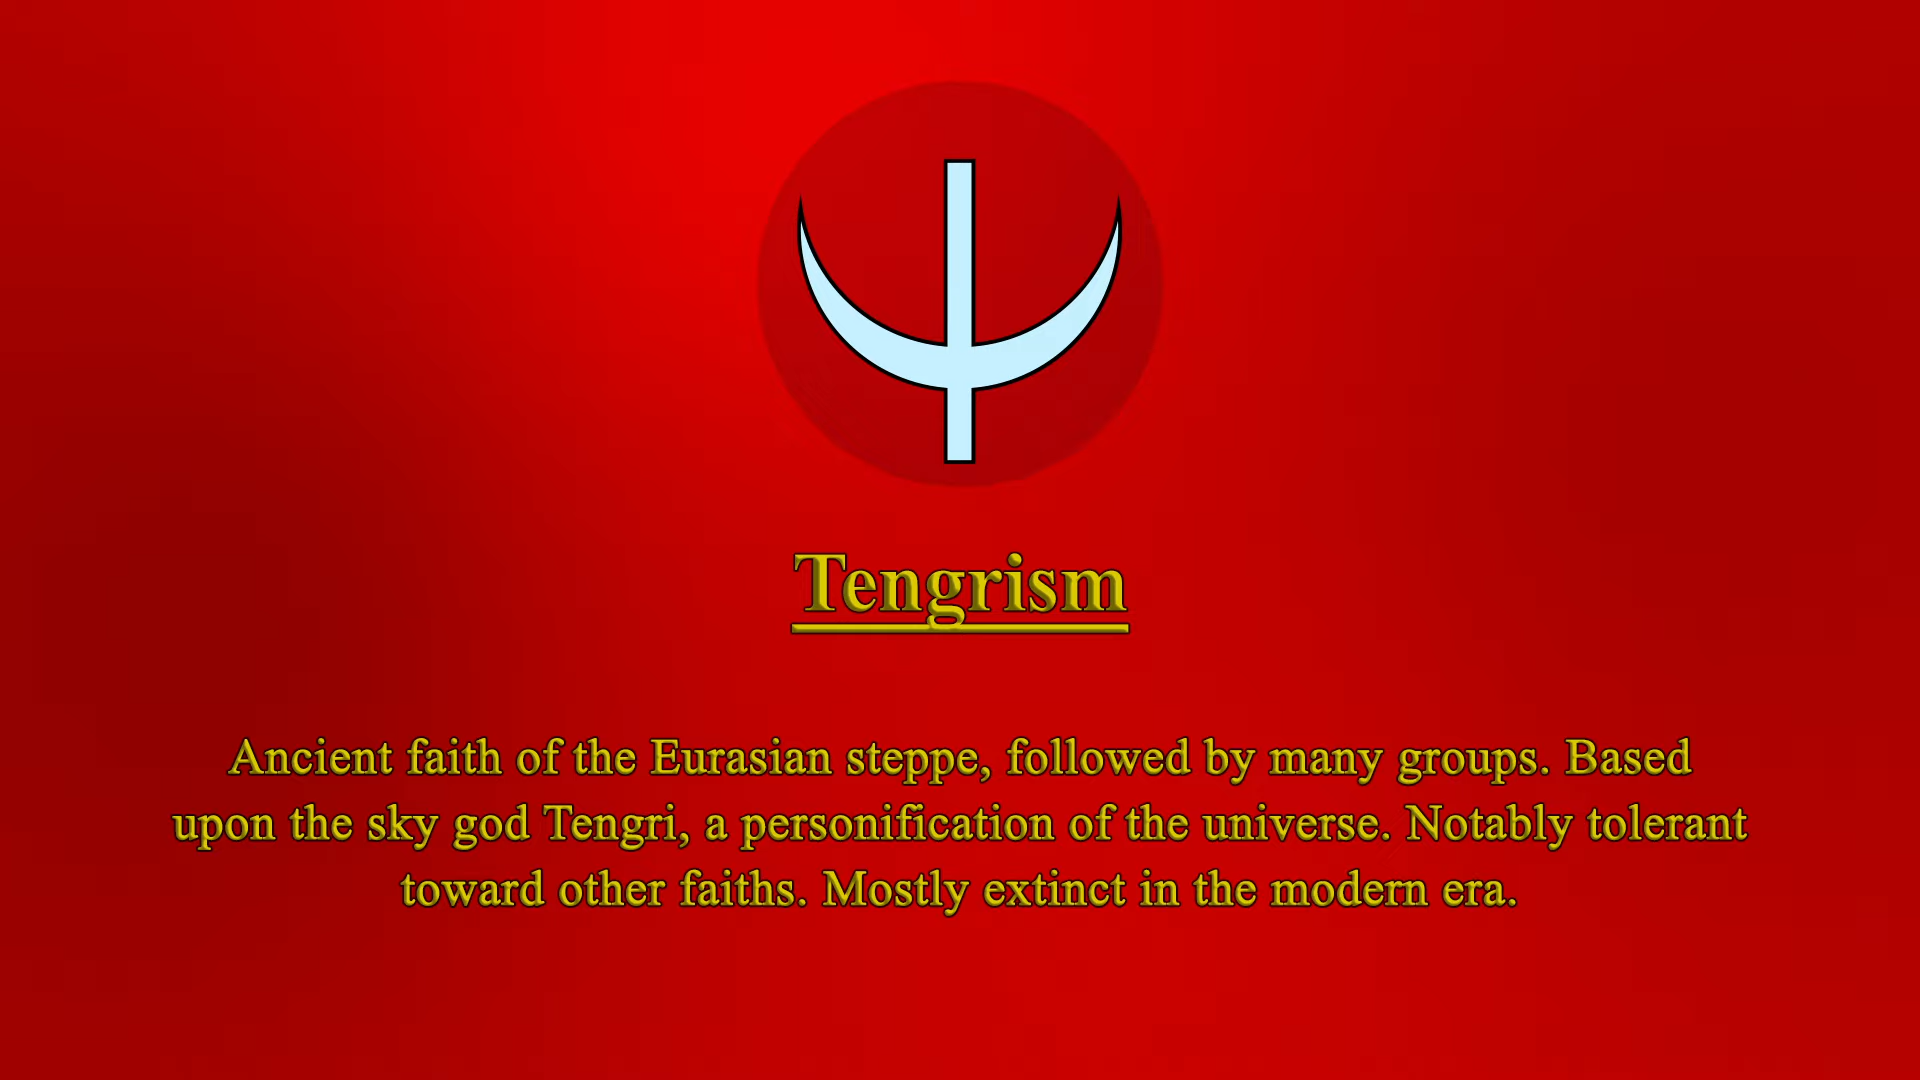 Tengrism
Ancient faith of the Eurasian steppe, followed by many groups. Based
upon the sky god Tengri, a personification of the universe. Notably tolerant
toward other faiths. Mostly extinct in the modern era.